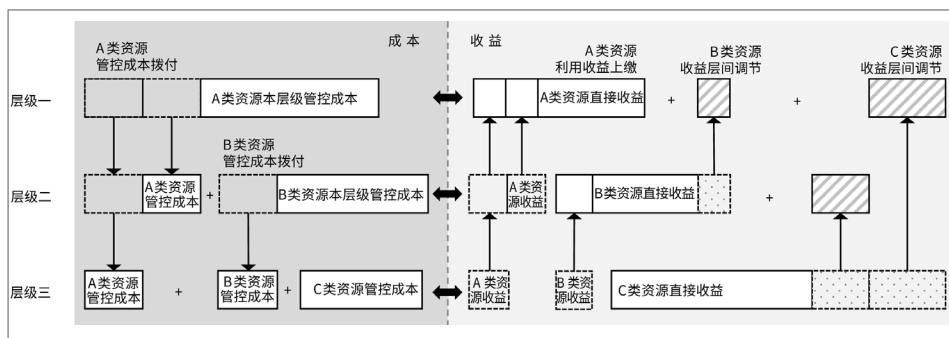 成 本
收 益
A类资源
管控成本拨付
A类资源
利用收益上缴
B类资源
收益层间调节
C类资源
收益层间调节
层级一
A类资源本层级管控成本
A类资源直接收益
+
+
B类资源
管控成本拨付
层级二
A类资源
管控成本
+
B类资源本层级管控成本
A类资
源收益
B类资源直接收益
+
层级三
A类资源
管控成本
+
B类资源
管控成本
+
C类资源管控成本
A类资
源收益
B类资
源收益
C类资源直接收益